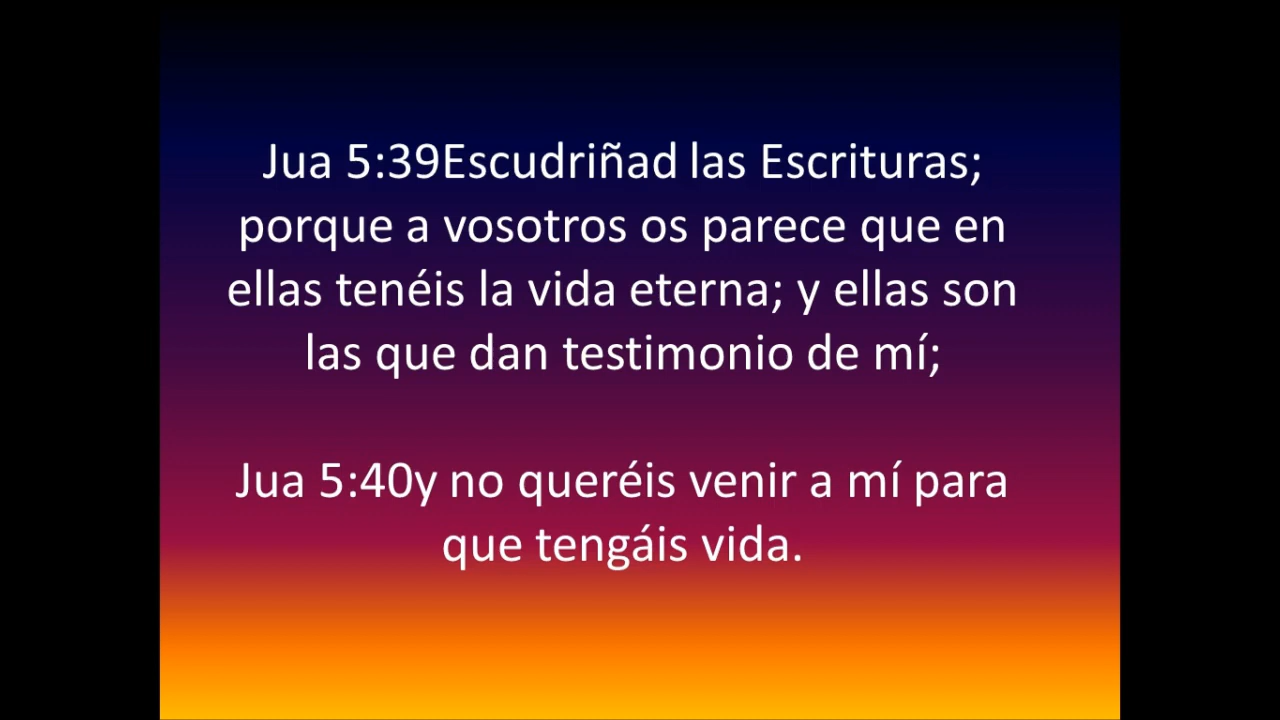 Jua 5:39Escudriñad las Escrituras;
porque a vosotros os parece que en
ellas tenéis la vida eterna; y ellas son
las que dan testimonio de mí;
Jua 5:40y no queréis venir a mí para
que tengáis vida.